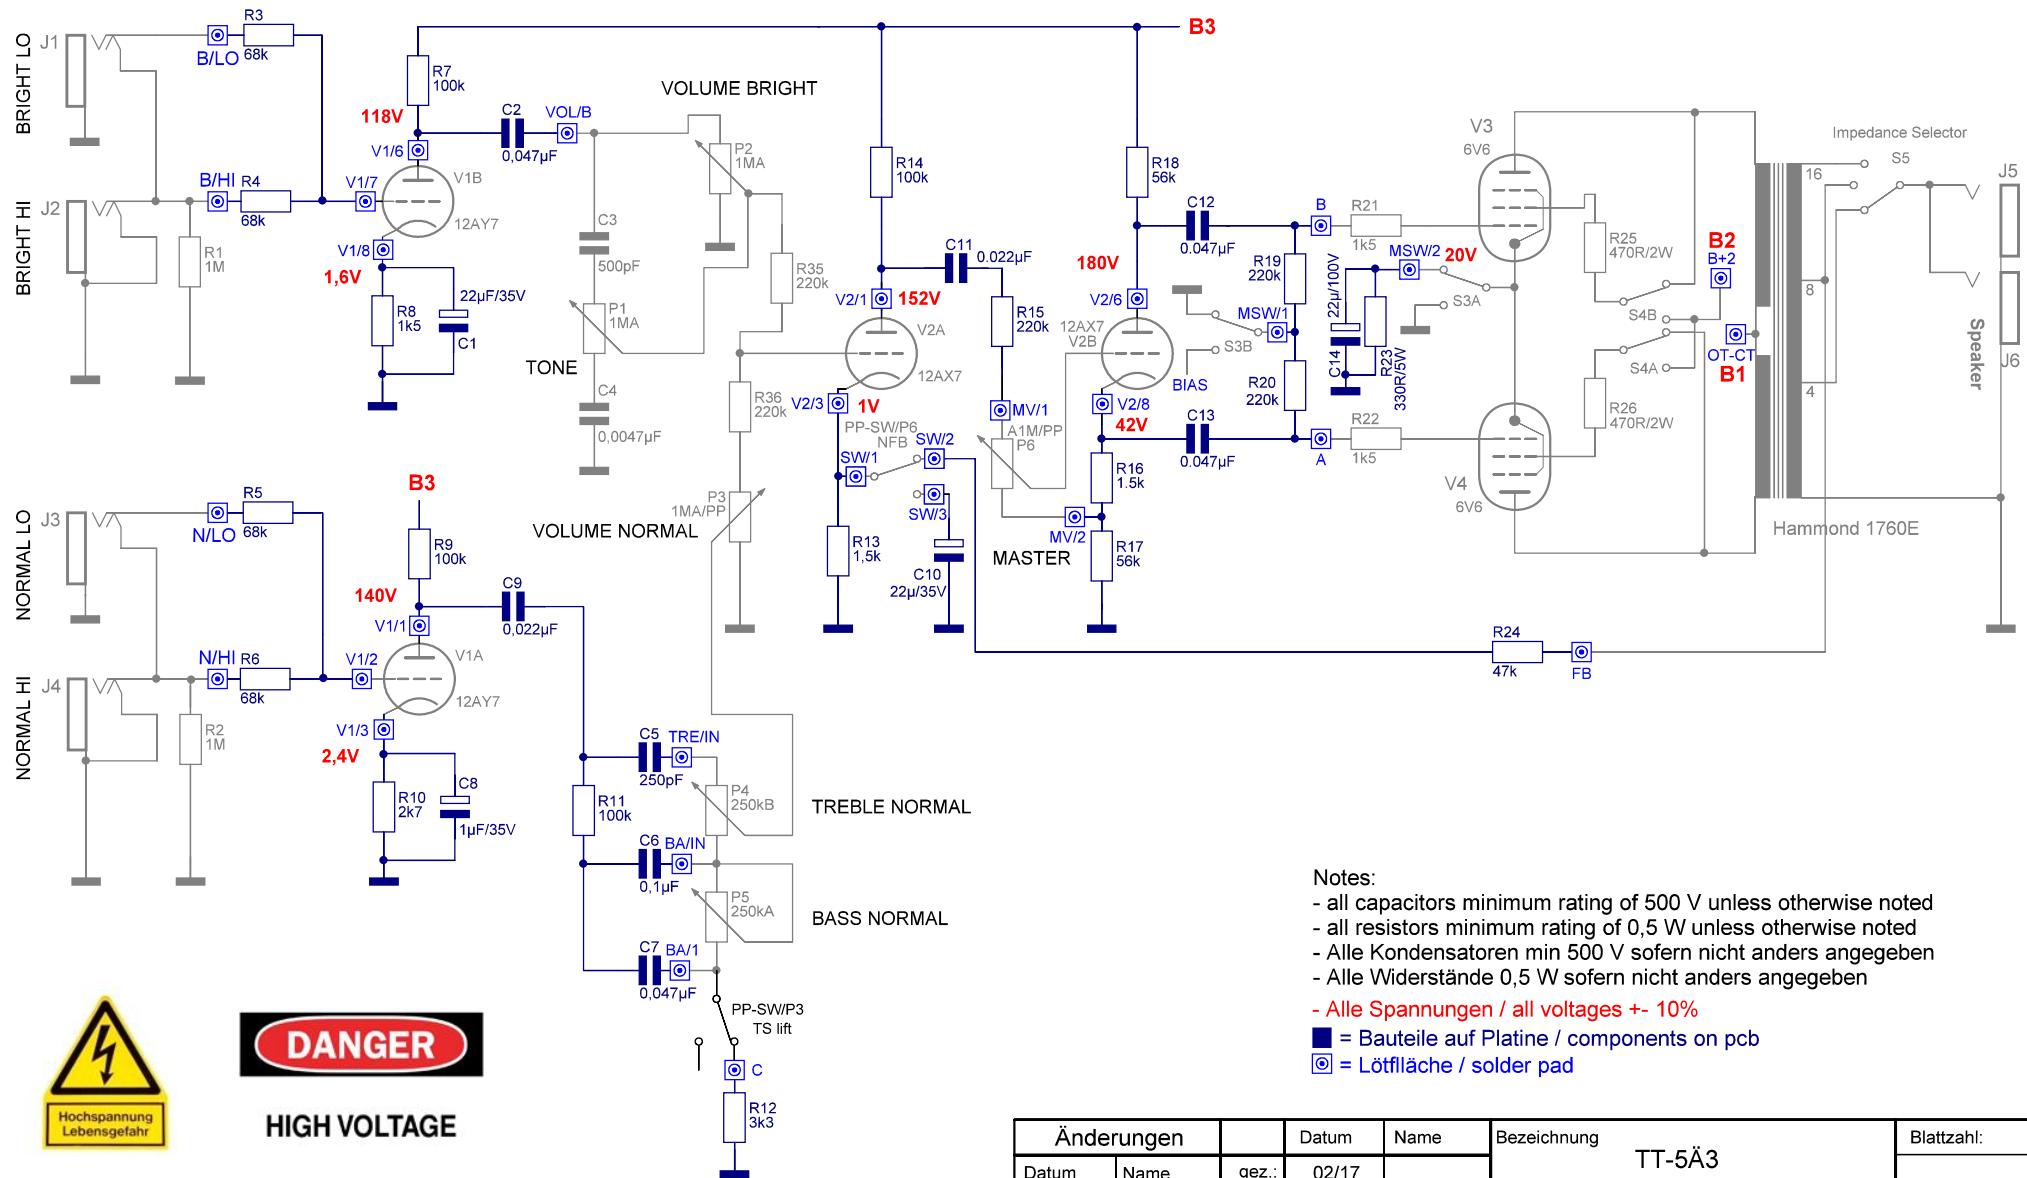 BRIGHT LO
J1
B/LO
R3
68k
BRIGHT HI
J2
R1
1M
B/HI
R4
68k
V1/7
R7
100k
118V
V1/6
V1B
12AY7
V1/8
1,6V
R8
1k5
22µF/35V
C1
C2
0,047µF
VOL/B
VOLUME BRIGHT
P2
1MA
C3
500pF
P1
1MA
TONE
C4
0,0047µF
R35
220k
R36
220k
P3
1MA/PP
VOLUME NORMAL
B3
R14
100k
V2/1
152V
V2A
12AX7
V2/3
1V
PP-SW/P6
NFB
SW/1
SW/2
SW/3
R13
1,5k
C10
22µ/35V
C11
0.022µF
R15
220k
MV/1
A1M/PP
P6
MV/2
MASTER
R18
56k
180V
V2/6
12AX7
V2B
V2/8
42V
R16
1.5k
R17
56k
C12
0.047µF
C13
0.047µF
R19
220k
MSW/1
S3B
BIAS
R20
220k
B
R21
1k5
A
R22
1k5
22µ/100V
C14
R23
330R/5W
MSW/2
20V
S3A
V3
6V6
V4
6V6
R25
470R/2W
R26
470R/2W
S4B
S4A
B2
B+2
OT-CT
B1
16
8
4
Impedance Selector
S5
J5
J6
Speaker
Hammond 1760E
R24
47k
FB
NORMAL LO
J3
N/LO
R5
68k
NORMAL HI
J4
R2
1M
N/HI
R6
68k
V1/2
B3
R9
100k
140V
V1/1
V1A
12AY7
V1/3
2,4V
R10
2k7
C8
1µF/35V
C9
0,022µF
R11
100k
C5
250pF
TRE/IN
P4
250kB
TREBLE NORMAL
C6
0,1µF
BA/IN
P5
250kA
BASS NORMAL
C7
0,047µF
BA/1
PP-SW/P3
TS lift
C
R12
3k3
Hochspannung
Lebensgefahr
DANGER
HIGH VOLTAGE
Notes:
- all capacitors minimum rating of 500 V unless otherwise noted
- all resistors minimum rating of 0,5 W unless otherwise noted
- Alle Kondensatoren min 500 V sofern nicht anders angegeben
- Alle Widerstände 0,5 W sofern nicht anders angegeben
- Alle Spannungen / all voltages +- 10%
= Bauteile auf Platine / components on pcb
= Lötflläche / solder pad
Änderungen
Datum
Name
Bezeichnung
Blattzahl:
Datum
Name
gez.:
02/17
TT-5Ä3